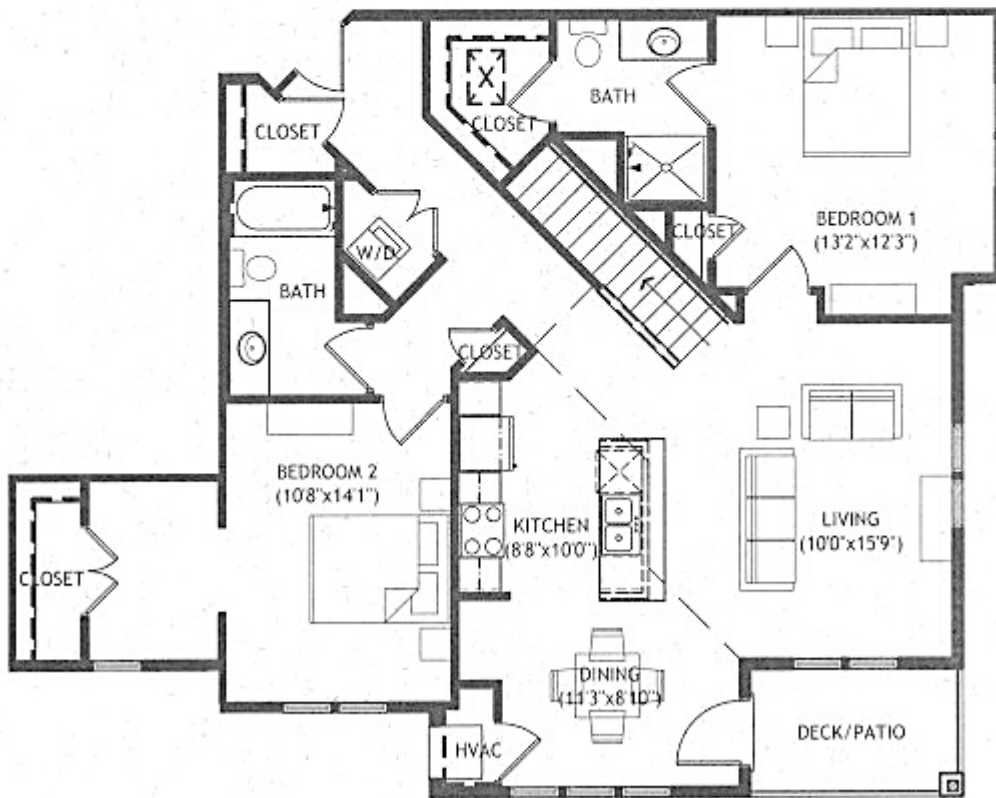 CLOSET
BATH
CLOSET
BEDROOM 1
(13'2"x12'3")
CLOSET
W/D
BATH
CLOSET
BEDROOM 2
(10'8"x14'1")
CLOSET
KITCHEN
(8'8"x10'0")
LIVING
(10'0"x15'9")
DINING
(11'3"x8'10")
HVAC
DECK/PATIO